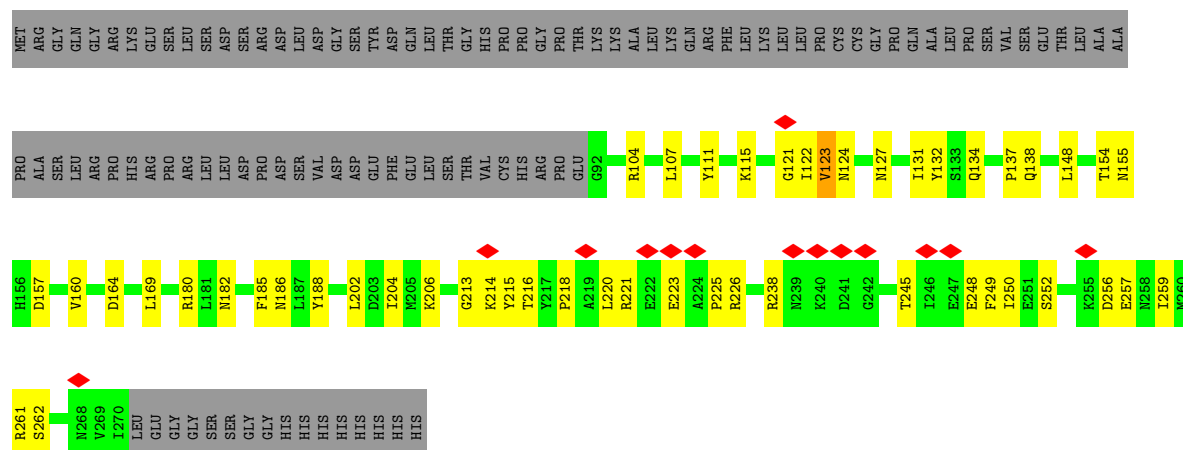 MET ARG GLY GLN GLY ARG LYS GLU SER LEU SER ASP SER ARG ASP LEU ASP GLY SER TYR ASP GLN LEU THR GLY HIS PRO PRO GLY PRO THR LYS LYS ALA LEU LYS GLN ARG PHE LEU LYS LEU LEU PRO CYS CYS GLY PRO GLN ALA LEU PRO SER VAL SER GLU THR LEU ALA ALA
PRO ALA SER LEU ARG PRO HIS ARG PRO ARG LEU LEU ASP PRO ASP SER VAL ASP ASP GLU PHE GLU LEU SER THR VAL CYS HIS ARG PRO GLU G92 R104 L107 Y111 K115 G121 I122 V123 N124 N127 I131 Y132 S133 Q134 P137 Q138 L148 T154 N155
H156 D157 V160 D164 L169 R180 L181 N182 F185 N186 L187 Y188 L202 D203 I204 M205 K206 G213 K214 Y215 T216 Y217 P218 A219 L220 R221 E222 E223 A224 P225 R226 R238 N239 K240 D241 G242 T245 I246 E247 E248 F249 I250 E251 S252 K255 D256 E257 N258 I259 M260
R261 S262 N268 V269 I270 LEU GLU GLY GLY SER SER GLY GLY HIS HIS HIS HIS HIS HIS HIS HIS